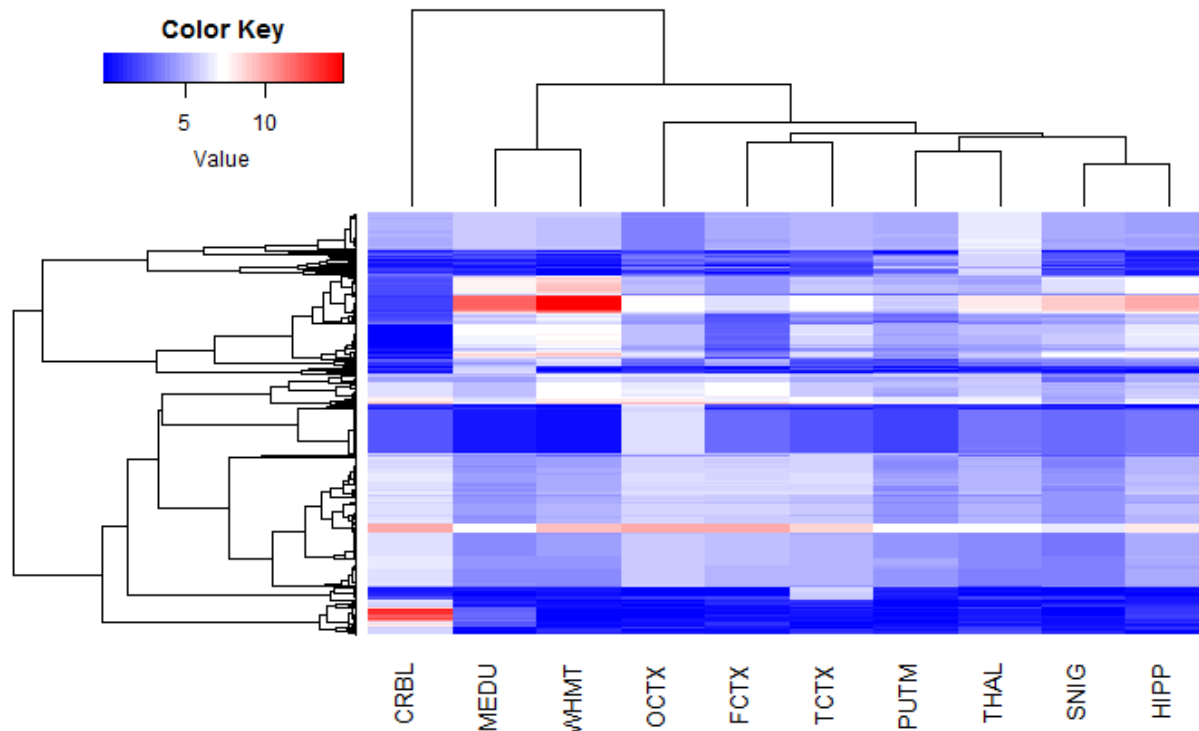 Color Key
5 10
Value
CRBL
MEDU
WHMT
OCTX
FCTX
TCTX
PUTM
THAL
SNIG
HIPP